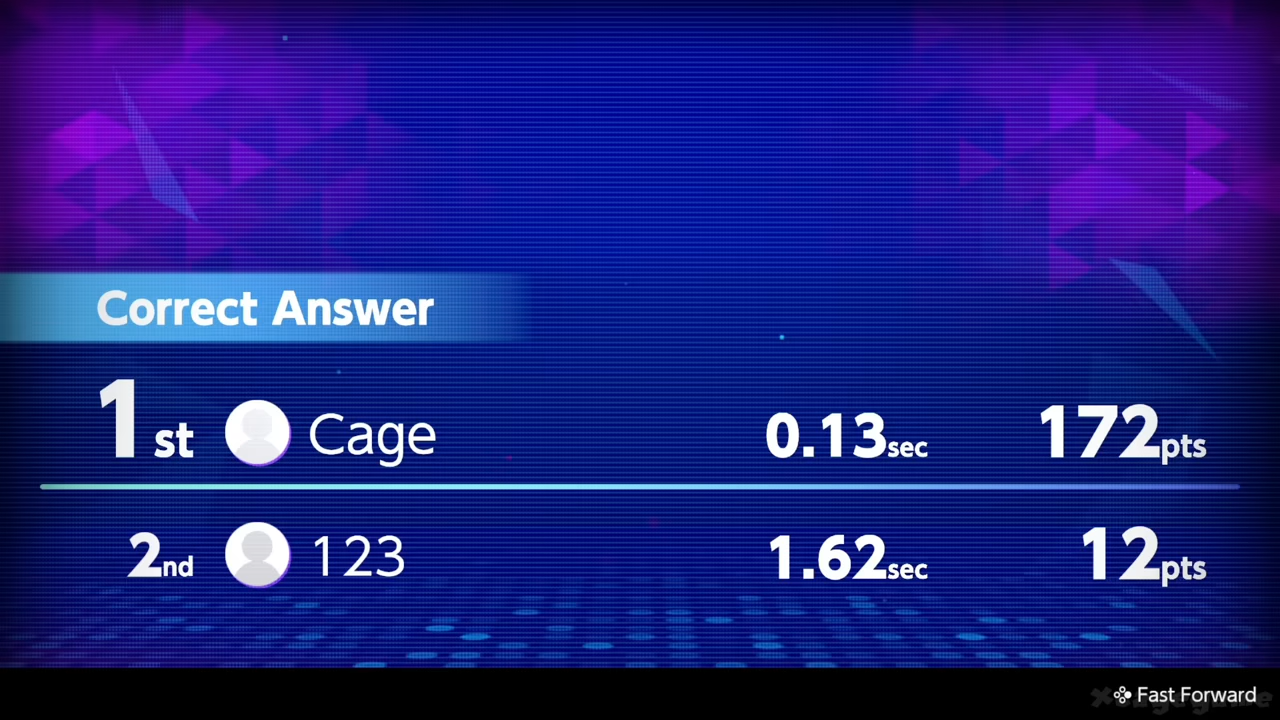 Correct Answer
1st Cage 0.13sec 172pts
2nd 123 1.62sec 12pts
Fast Forward